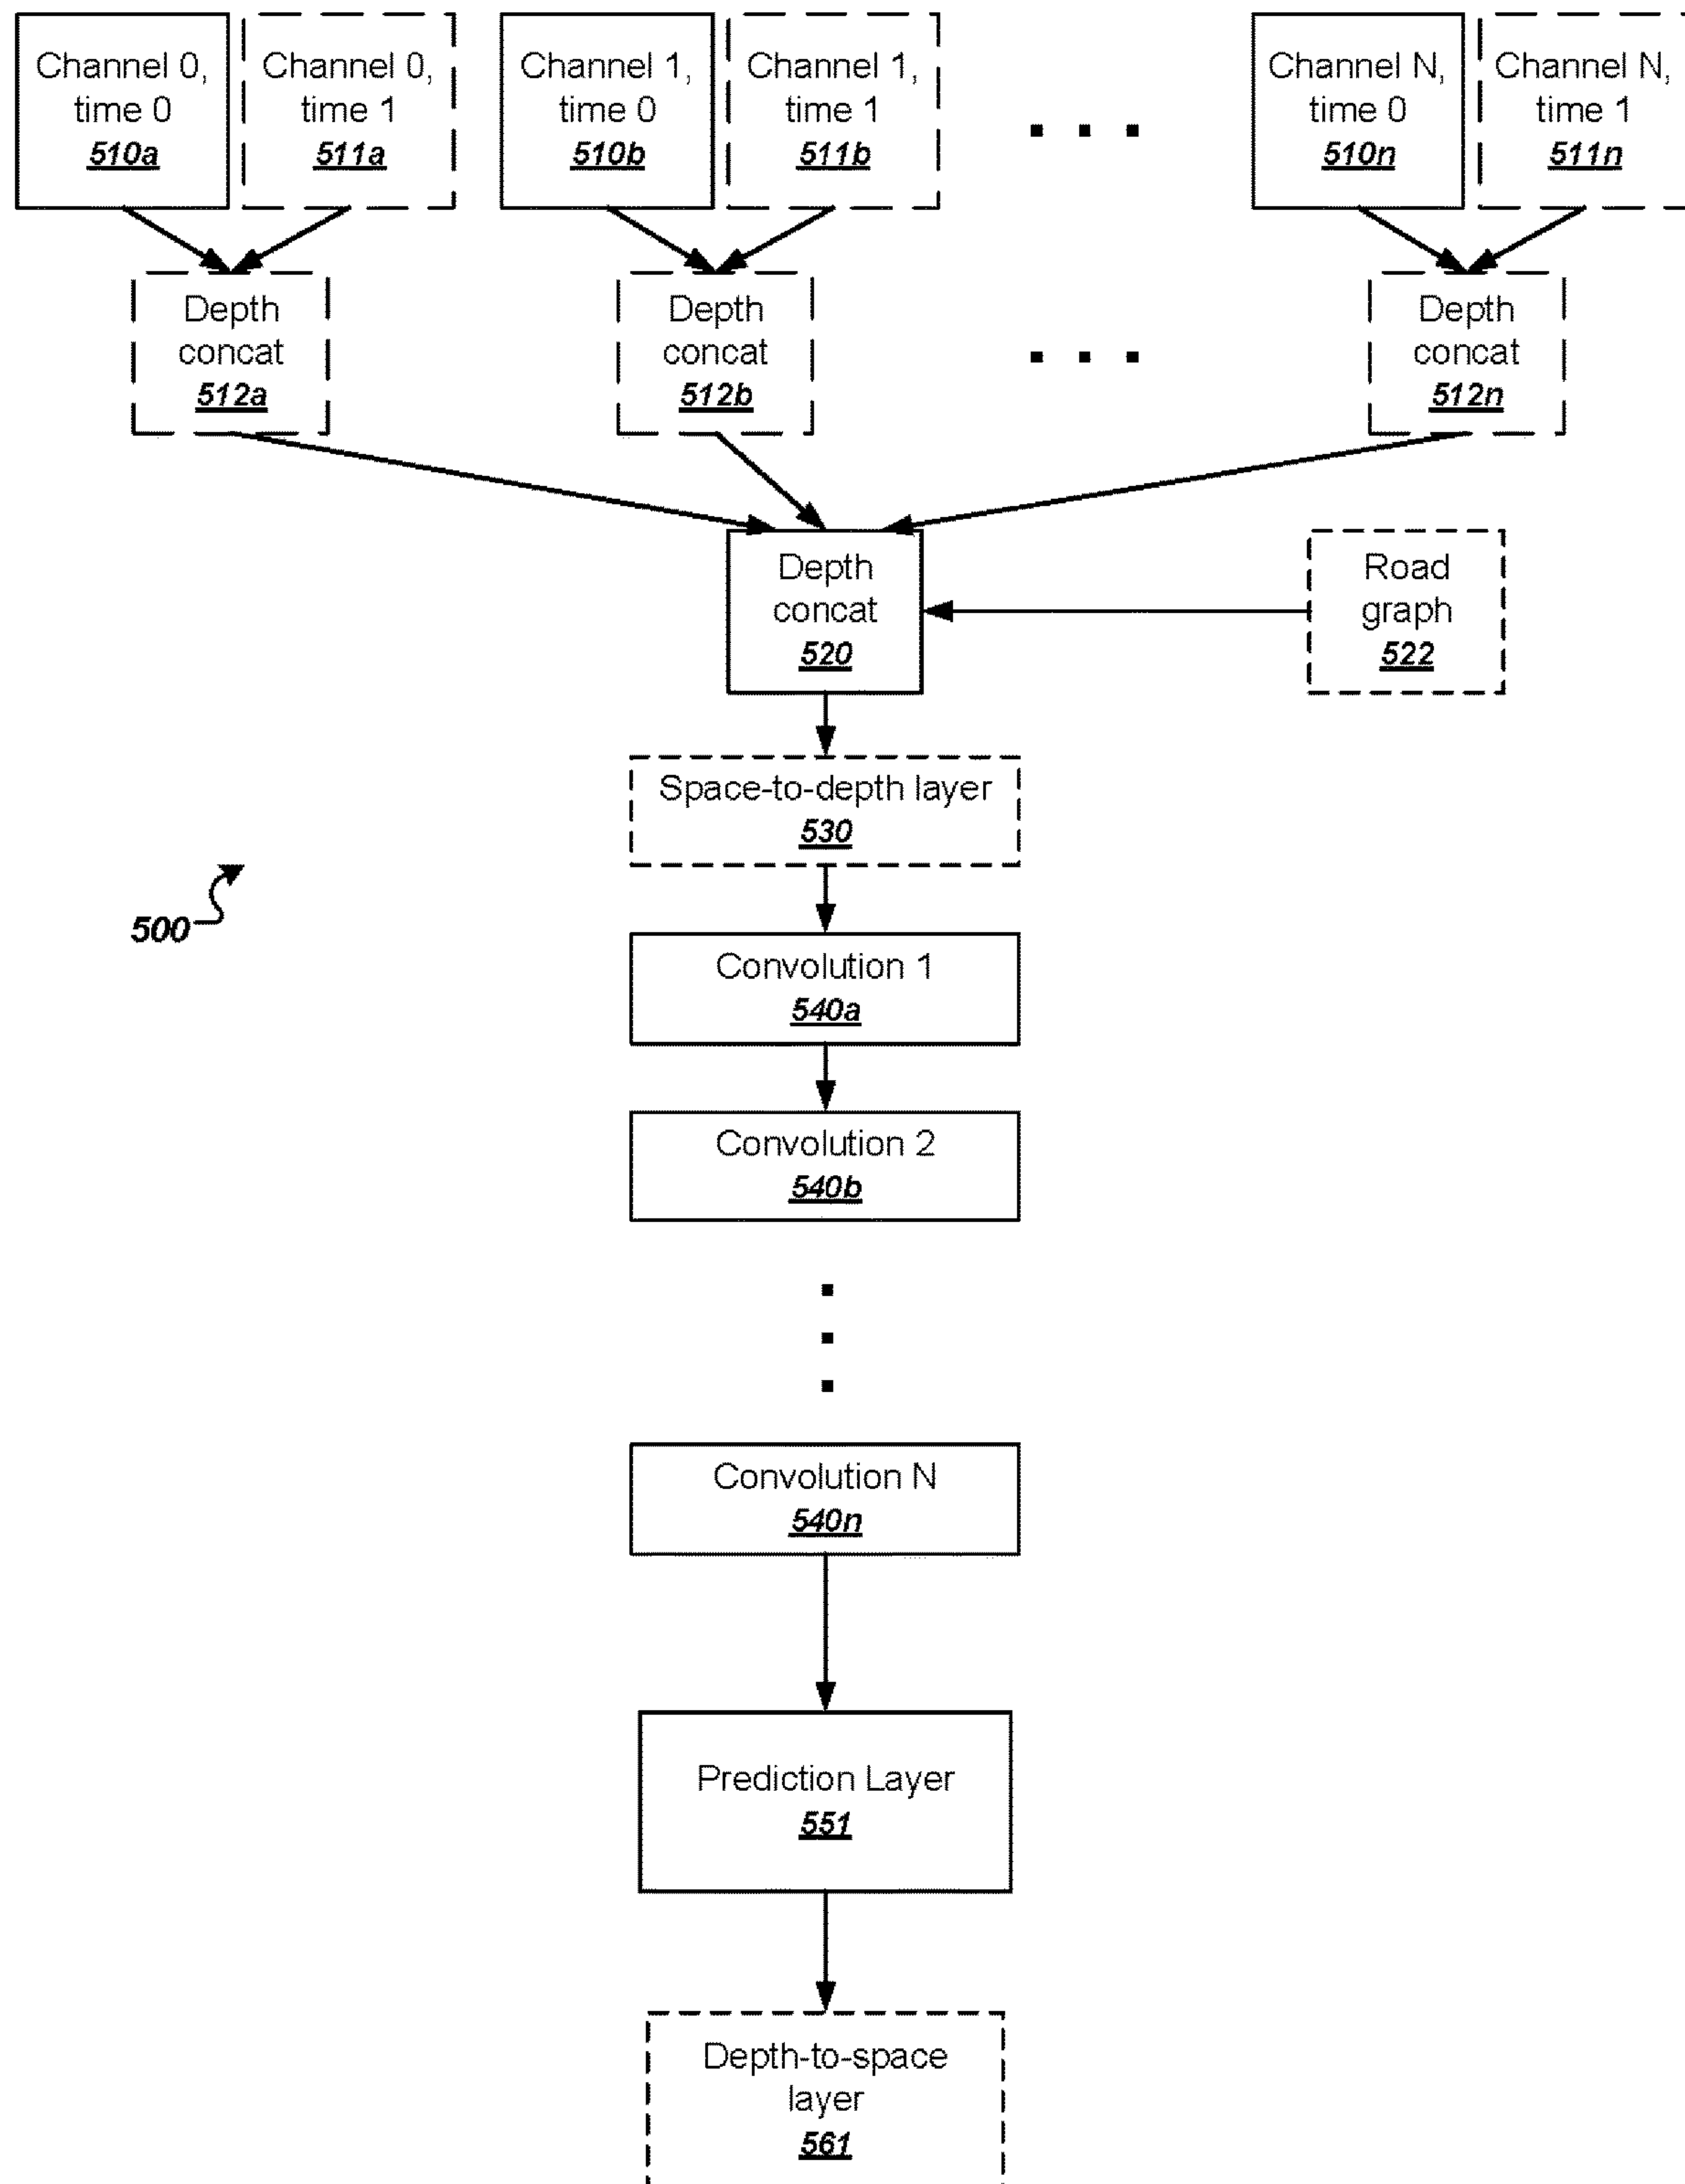 Channel 0,
time 0
510a
Channel 0,
time 1
511a
Channel 1,
time 0
510b
Channel 1,
time 1
511b
Channel N,
time 0
510n
Channel N,
time 1
511n
Depth
concat
512a
Depth
concat
512b
Depth
concat
512n
Depth
concat
520
Road
graph
522
Space-to-depth layer
530
500
Convolution 1
540a
Convolution 2
540b
Convolution N
540n
Prediction Layer
551
Depth-to-space
layer
561